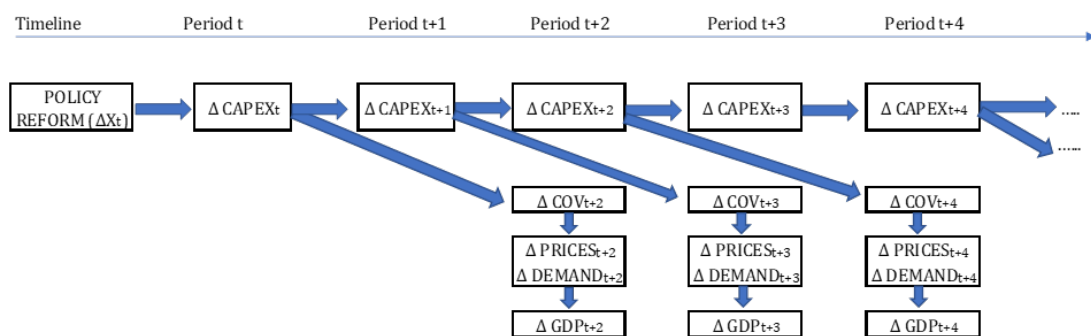 Timeline Period t Period t+1 Period t+2 Period t+3 Period t+4
POLICY
REFORM (ΔXt)
Δ CAPEXt
Δ CAPEXt+1
Δ CAPEXt+2
Δ CAPEXt+3
Δ CAPEXt+4
.....
......
Δ COVt+2
Δ COVt+3
Δ COVt+4
Δ PRICESt+2
Δ DEMANDt+2
Δ PRICESt+3
Δ DEMANDt+3
Δ PRICESt+4
Δ DEMANDt+4
Δ GDPt+2
Δ GDPt+3
Δ GDPt+4